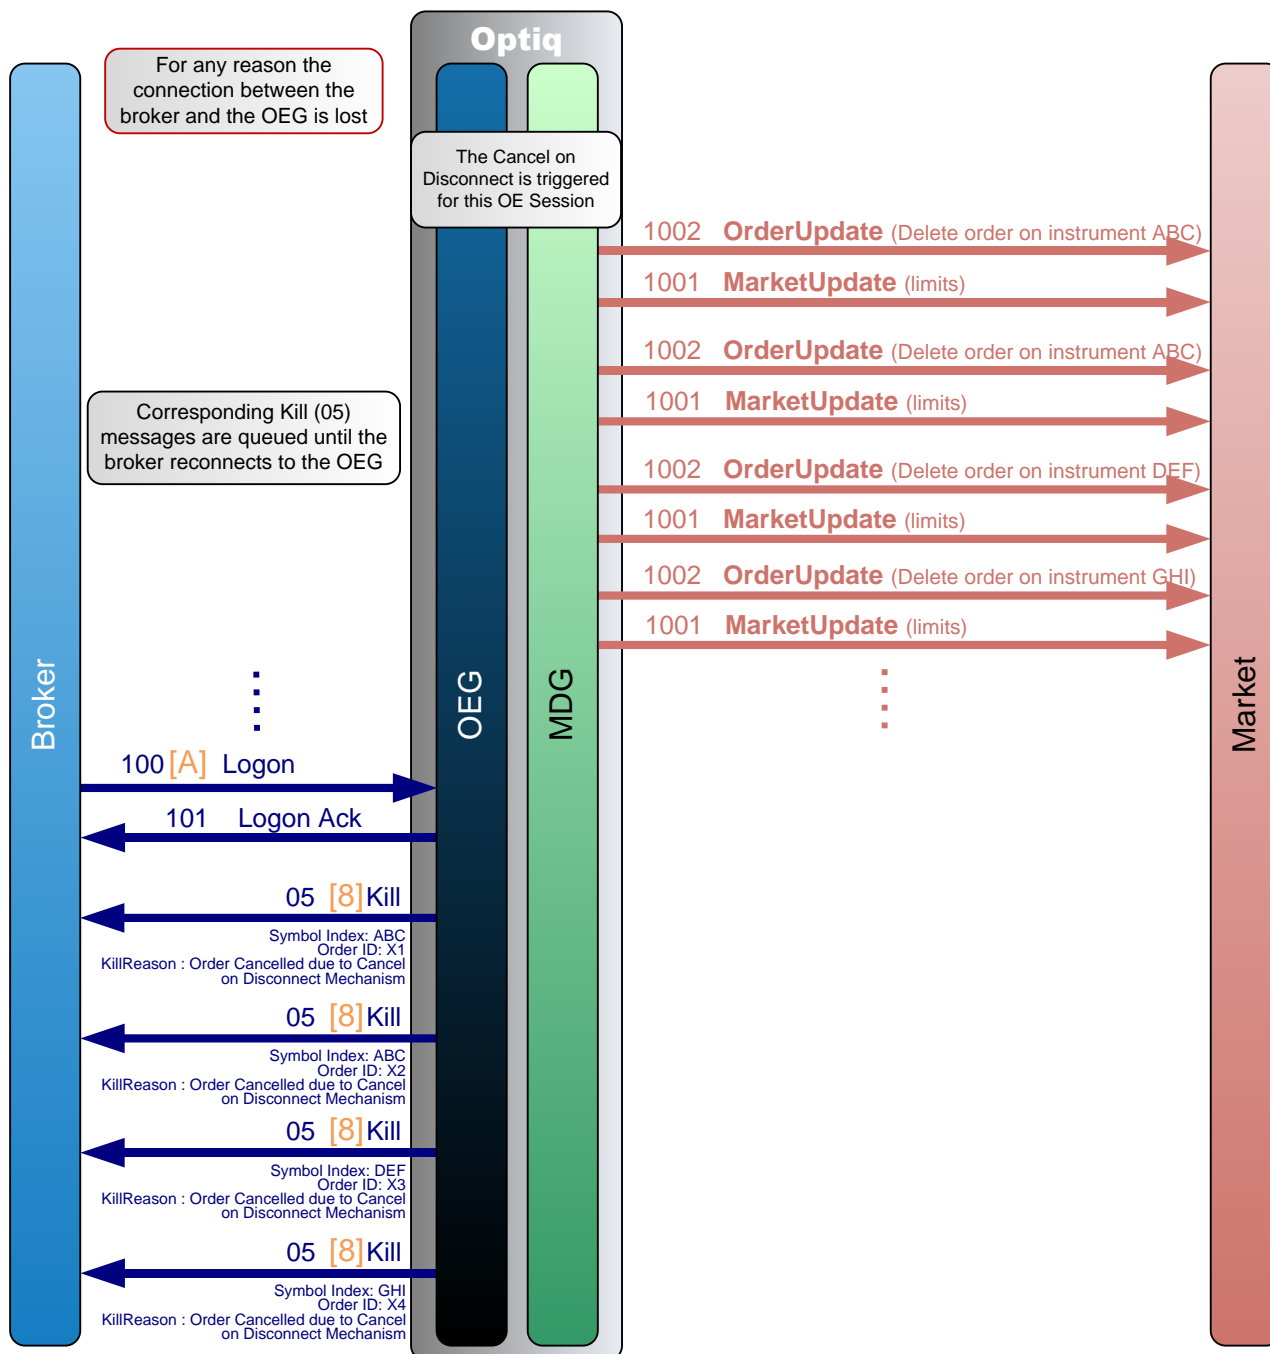 Optiq
For any reason the
connection between the
broker and the OEG is lost
The Cancel on
Disconnect is triggered
for this OE Session
1002 OrderUpdate (Delete order on instrument ABC)
1001 MarketUpdate (limits)
1002 OrderUpdate (Delete order on instrument ABC)
1001 MarketUpdate (limits)
Corresponding Kill (05)
messages are queued until the
broker reconnects to the OEG
1002 OrderUpdate (Delete order on instrument DEF)
1001 MarketUpdate (limits)
1002 OrderUpdate (Delete order on instrument GHI)
1001 MarketUpdate (limits)
Broker
OEG
MDG
Market
100 [A] Logon
101 Logon Ack
05 [8] Kill
Symbol Index: ABC
Order ID: X1
KillReason : Order Cancelled due to Cancel
on Disconnect Mechanism
05 [8] Kill
Symbol Index: ABC
Order ID: X2
KillReason : Order Cancelled due to Cancel
on Disconnect Mechanism
05 [8] Kill
Symbol Index: DEF
Order ID: X3
KillReason : Order Cancelled due to Cancel
on Disconnect Mechanism
05 [8] Kill
Symbol Index: GHI
Order ID: X4
KillReason : Order Cancelled due to Cancel
on Disconnect Mechanism